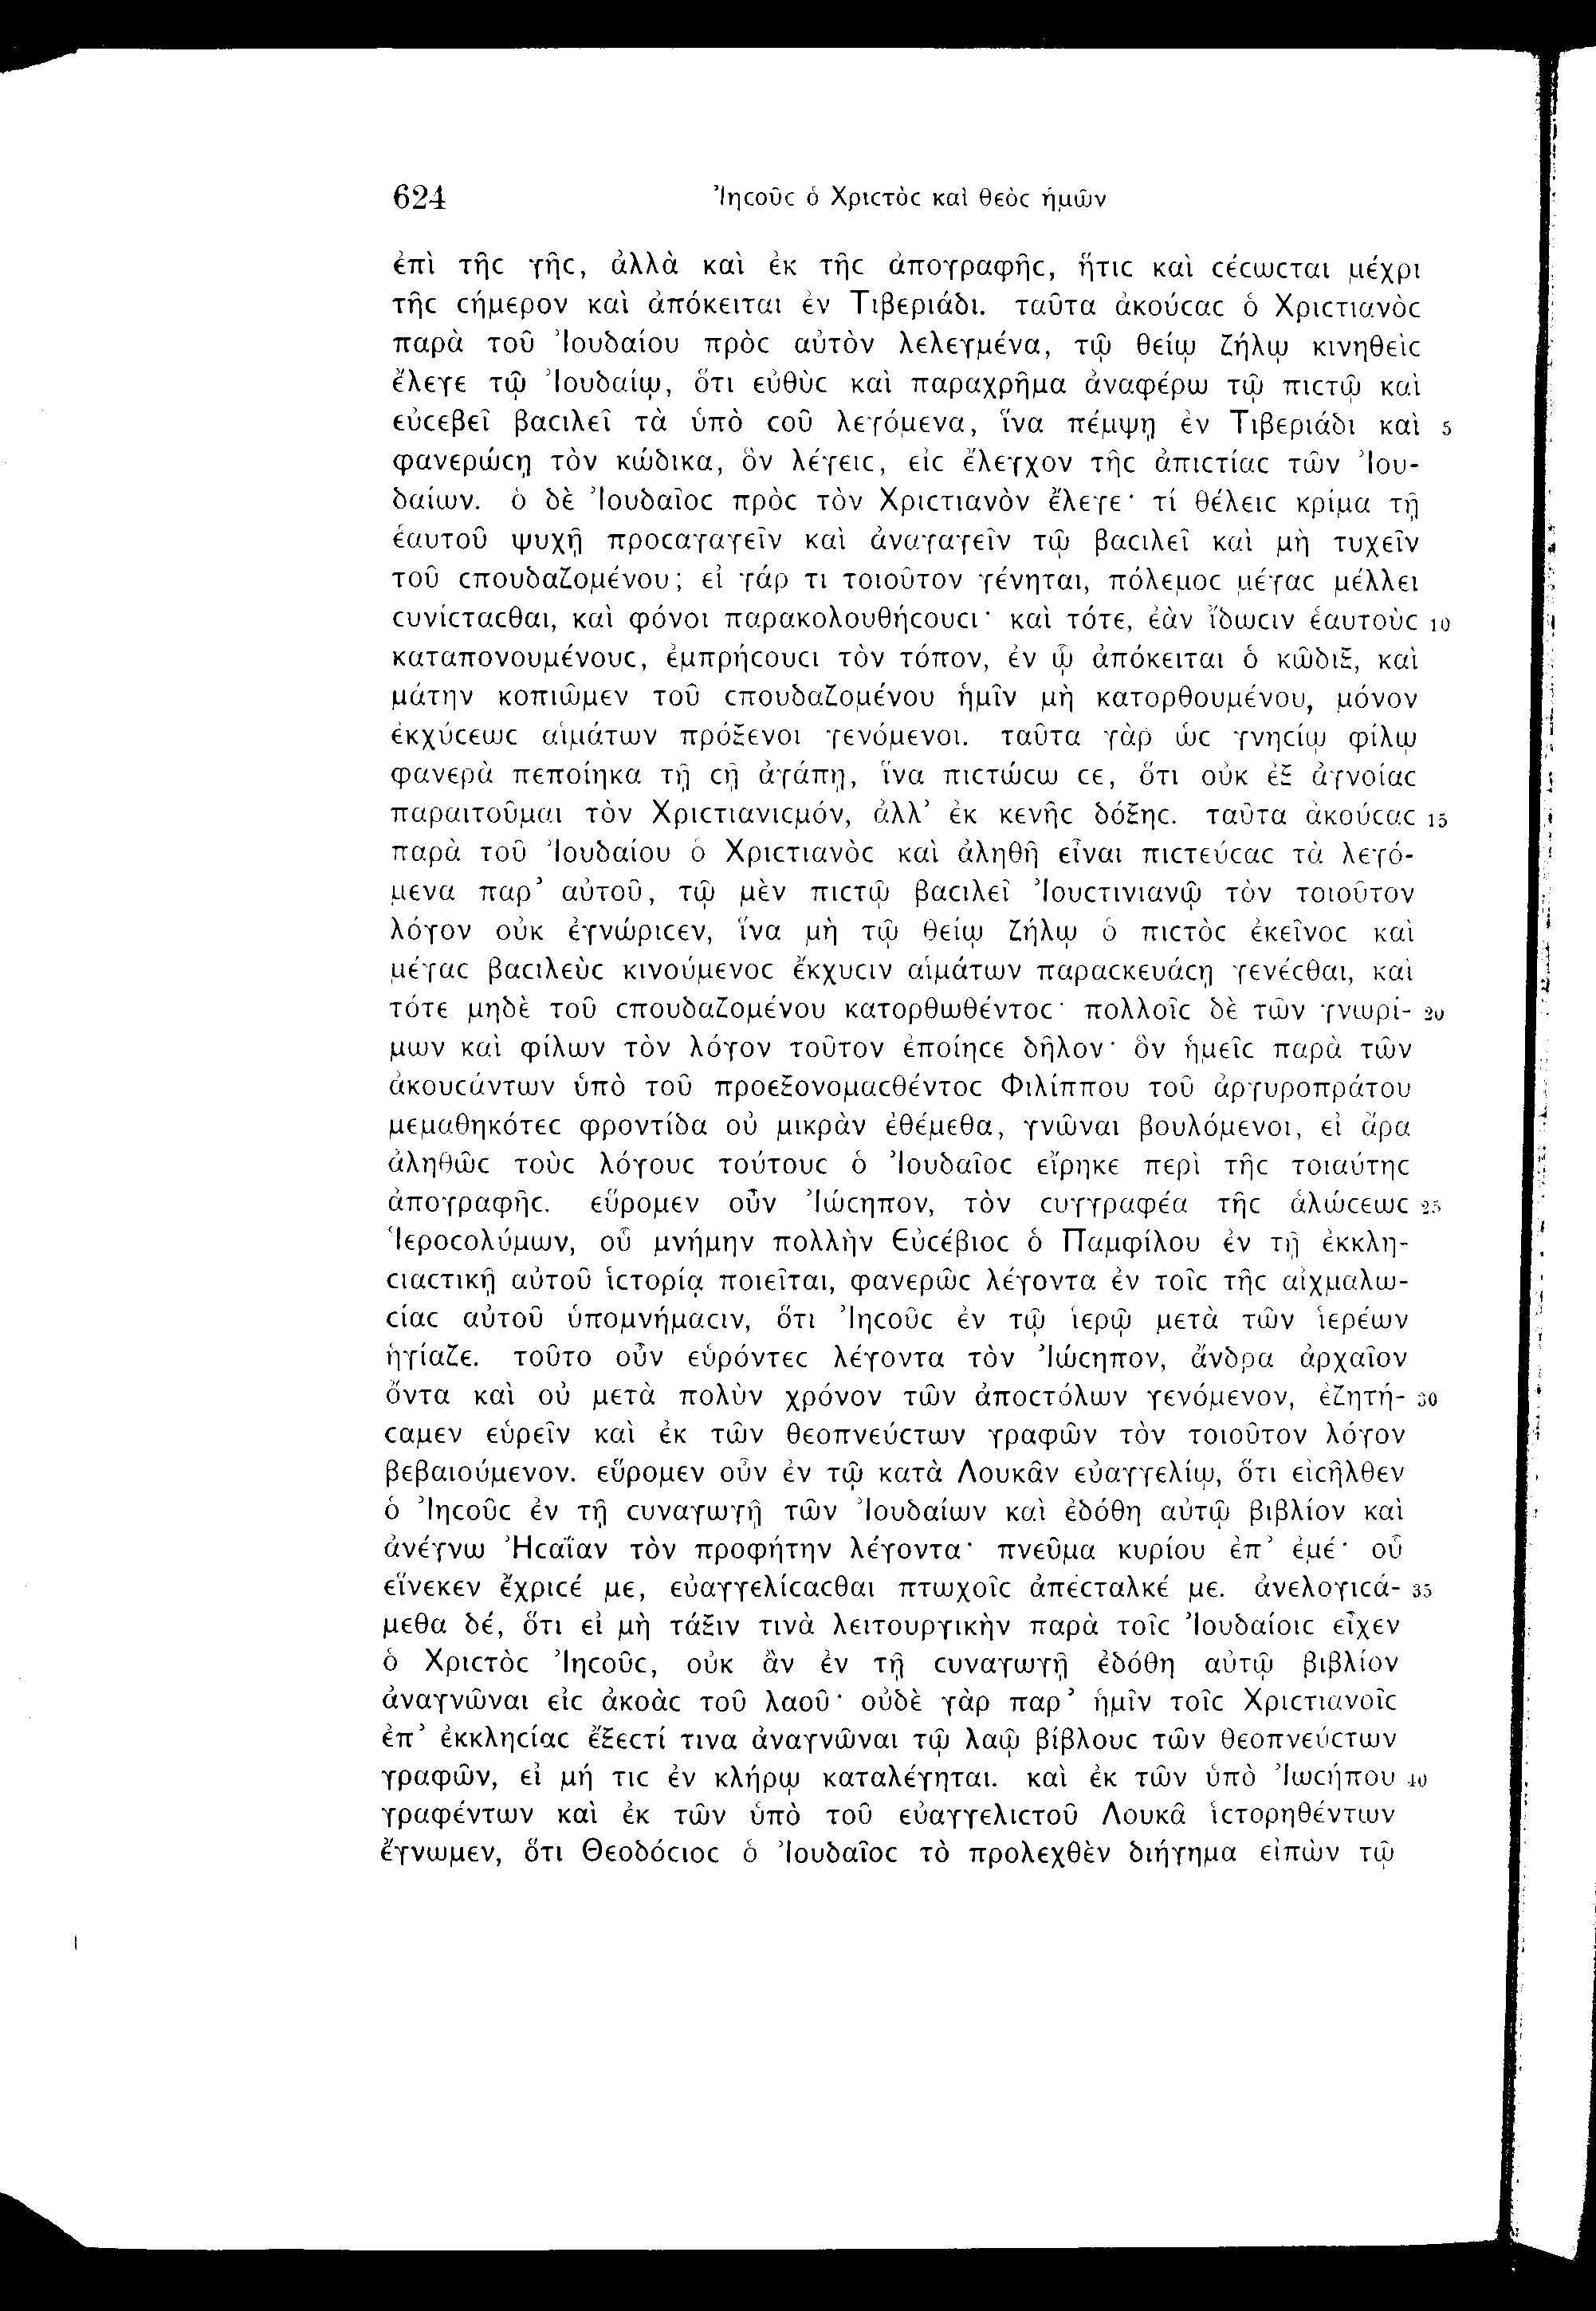 624 Ἰηcοῦc ὁ Χριcτὸc καὶ θεὸc ἡμῶν
ἐπὶ τῆc γῆc, ἀλλὰ καὶ ἐκ τῆc ἀπογραφῆc, ἥτιc καὶ cέcωcται μέχρι
τῆc cήμερον καὶ ἀπόκειται ἐν Τιβεριάδι. ταῦτα ἀκούcαc ὁ Χριcτιανὸc
παρὰ τοῦ Ἰουδαίου πρὸc αὐτὸν λελεγμένα, τῷ θείῳ ζήλῳ κινηθεὶc
ἔλεγε τῷ Ἰουδαίῳ, ὅτι εὐθὺc καὶ παραχρῆμα ἀναφέρω τῷ πιcτῷ καὶ
εὐcεβεῖ βαcιλεῖ τὰ ὑπὸ cοῦ λεγόμενα, ἵνα πέμψῃ ἐν Τιβεριάδι καὶ 5
φανερώcῃ τὸν κώδικα, ὃν λέγειc, εἰc ἔλεγχον τῆc ἀπιcτίαc τῶν Ἰου-
δαίων. ὁ δὲ Ἰουδαῖοc πρὸc τὸν Χριcτιανὸν ἔλεγε· τί θέλειc κρίμα τῇ
ἑαυτοῦ ψυχῇ προcαγαγεῖν καὶ ἀναγαγεῖν τῷ βαcιλεῖ καὶ μὴ τυχεῖν
τοῦ cπουδαζομένου; εἰ γάρ τι τοιοῦτον γένηται, πόλεμοc μέγαc μέλλει
cυνίcταcθαι, καὶ φόνοι παρακολουθήcουcι· καὶ τότε, ἐὰν ἴδωcιν ἑαυτοὺc 10
καταπονουμένουc, ἐμπρήcουcι τὸν τόπον, ἐν ᾧ ἀπόκειται ὁ κῶδιξ, καὶ
μάτην κοπιῶμεν τοῦ cπουδαζομένου ἡμῖν μὴ κατορθουμένου, μόνον
ἐκχύcεωc αἱμάτων πρόξενοι γενόμενοι. ταῦτα γὰρ ὡc γνηcίῳ φίλῳ
φανερὰ πεποίηκα τῇ cῇ ἀγάπῃ, ἵνα πιcτώcω cε, ὅτι οὐκ ἐξ ἀγνοίαc
παραιτοῦμαι τὸν Χριcτιανιcμόν, ἀλλ’ ἐκ κενῆc δόξηc. ταῦτα ἀκούcαc 15
παρὰ τοῦ Ἰουδαίου ὁ Χριcτιανὸc καὶ ἀληθῆ εἶναι πιcτεύcαc τὰ λεγό-
μενα παρ’ αὐτοῦ, τῷ μὲν πιcτῷ βαcιλεῖ Ἰουcτινιανῷ τὸν τοιοῦτον
λόγον οὐκ ἐγνώριcεν, ἵνα μὴ τῷ θείῳ ζήλῳ ὁ πιcτὸc ἐκεῖνοc καὶ
μέγαc βαcιλεὺc κινούμενοc ἔκχυcιν αἱμάτων παραcκευάcῃ γενέcθαι, καὶ
τότε μηδὲ τοῦ cπουδαζομένου κατορθωθέντοc· πολλοῖc δὲ τῶν γνωρί- 20
μων καὶ φίλων τὸν λόγον τοῦτον ἐποίηcε δῆλον· ὃν ἡμεῖc παρὰ τῶν
ἀκουcάντων ὑπὸ τοῦ προεξονομαcθέντοc Φιλίππου τοῦ ἀργυροπράτου
μεμαθηκότεc φροντίδα οὐ μικρὰν ἐθέμεθα, γνῶναι βουλόμενοι, εἰ ἄρα
ἀληθῶc τοὺc λόγουc τούτουc ὁ Ἰουδαῖοc εἴρηκε περὶ τῆc τοιαύτηc
ἀπογραφῆc. εὕρομεν οὖν Ἰώcηπον, τὸν cυγγραφέα τῆc ἁλώcεωc 25
Ἱεροcολύμων, οὗ μνήμην πολλὴν Εὐcέβιοc ὁ Παμφίλου ἐν τῇ ἐκκλη-
cιαcτικῇ αὐτοῦ ἱcτορίᾳ ποιεῖται, φανερῶc λέγοντα ἐν τοῖc τῆc αἰχμαλω-
cίαc αὐτοῦ ὑπομνήμαcιν, ὅτι Ἰηcοῦc ἐν τῷ ἱερῷ μετὰ τῶν ἱερέων
ἡγίαζε. τοῦτο οὖν εὑρόντεc λέγοντα τὸν Ἰώcηπον, ἄνδρα ἀρχαῖον
ὄντα καὶ οὐ μετὰ πολὺν χρόνον τῶν ἀποcτόλων γενόμενον, ἐζητή- 30
cαμεν εὑρεῖν καὶ ἐκ τῶν θεοπνεύcτων γραφῶν τὸν τοιοῦτον λόγον
βεβαιούμενον. εὕρομεν οὖν ἐν τῷ κατὰ Λουκᾶν εὐαγγελίῳ, ὅτι εἰcῆλθεν
ὁ Ἰηcοῦc ἐν τῇ cυναγωγῇ τῶν Ἰουδαίων καὶ ἐδόθη αὐτῷ βιβλίον καὶ
ἀνέγνω Ἡcαΐαν τὸν προφήτην λέγοντα· πνεῦμα κυρίου ἐπ’ ἐμέ· οὗ
εἵνεκεν ἔχριcέ με, εὐαγγελίcαcθαι πτωχοῖc ἀπέcταλκέ με. ἀνελογιcά- 35
μεθα δέ, ὅτι εἰ μὴ τάξιν τινὰ λειτουργικὴν παρὰ τοῖc Ἰουδαίοιc εἶχεν
ὁ Χριcτὸc Ἰηcοῦc, οὐκ ἂν ἐν τῇ cυναγωγῇ ἐδόθη αὐτῷ βιβλίον
ἀναγνῶναι εἰc ἀκοὰc τοῦ λαοῦ· οὐδὲ γὰρ παρ’ ἡμῖν τοῖc Χριcτιανοῖc
ἐπ’ ἐκκληcίαc ἔξεcτί τινα ἀναγνῶναι τῷ λαῷ βίβλουc τῶν θεοπνεύcτων
γραφῶν, εἰ μή τιc ἐν κλήρῳ καταλέγηται. καὶ ἐκ τῶν ὑπὸ Ἰωcήπου 40
γραφέντων καὶ ἐκ τῶν ὑπὸ τοῦ εὐαγγελιcτοῦ Λουκᾶ ἱcτορηθέντων
ἔγνωμεν, ὅτι Θεοδόcιοc ὁ Ἰουδαῖοc τὸ προλεχθὲν διήγημα εἰπὼν τῷ